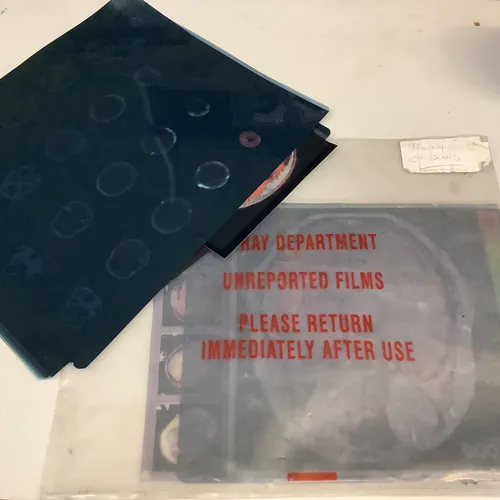 RAY DEPARTMENT
UNREPORTED FILMS
PLEASE RETURN
IMMEDIATELY AFTER USE